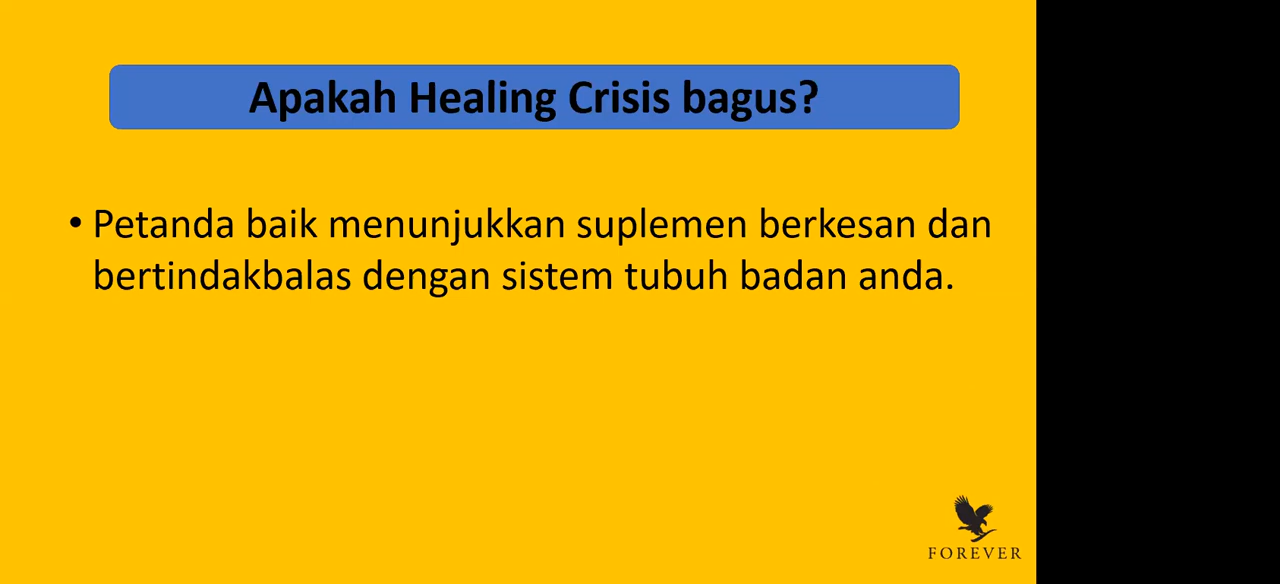 Apakah Healing Crisis bagus?
• Petanda baik menunjukkan suplemen berkesan dan
bertindakbalas dengan sistem tubuh badan anda.
FOREVER